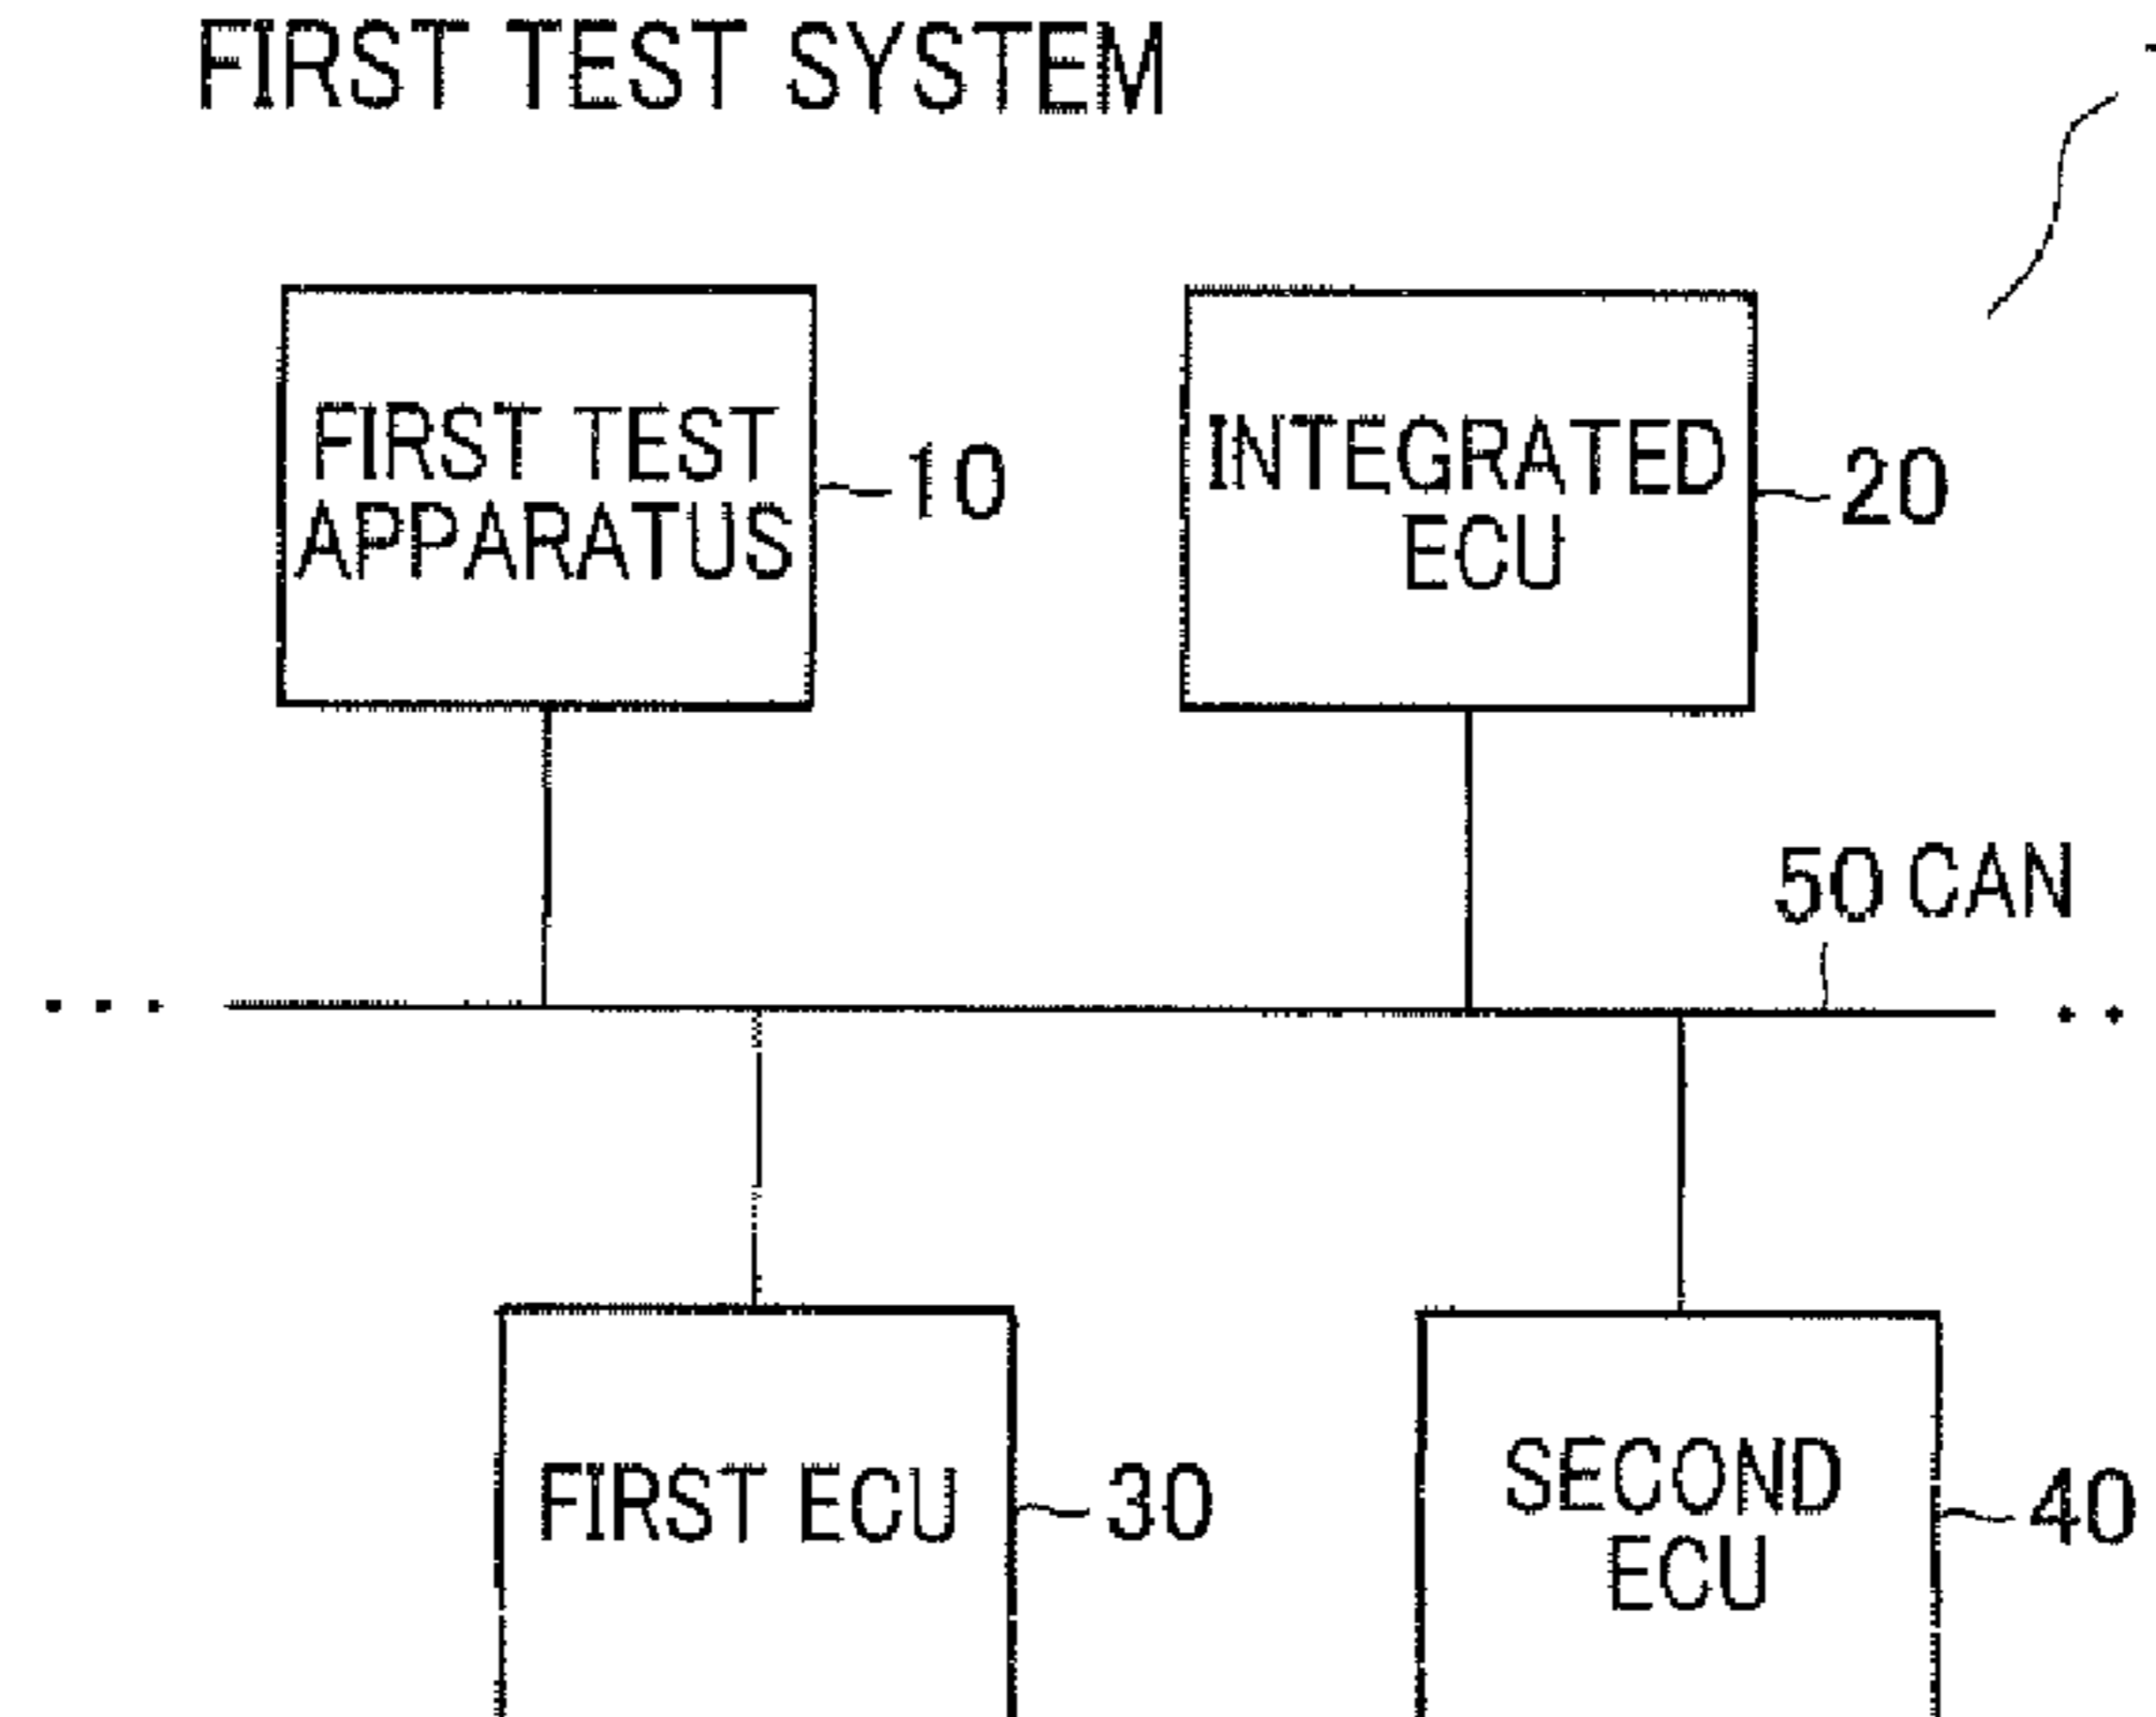 FIRST TEST SYSTEM
FIRST TEST
APPARATUS
10
INTEGRATED
ECU
20
50 CAN
FIRST ECU
30
SECOND
ECU
40